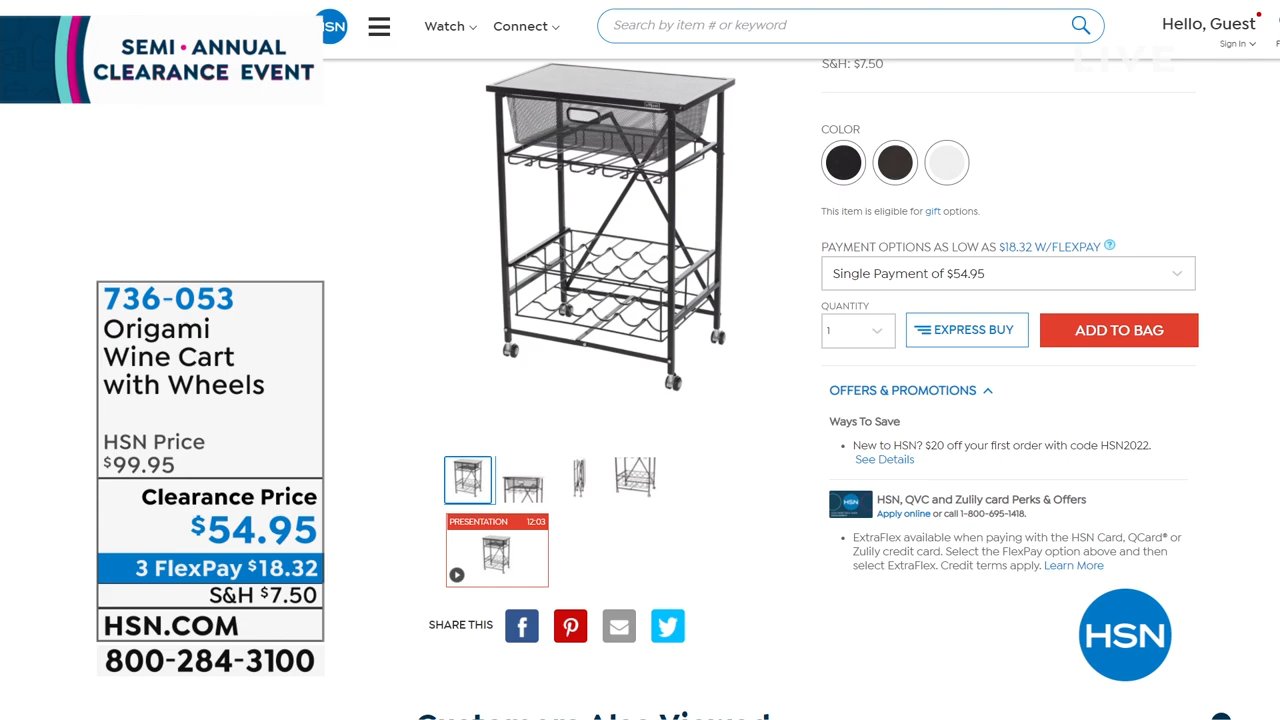 SEMI • ANNUAL
CLEARANCE EVENT
HSN
Watch
Connect
Search by item # or keyword
Hello, Guest
Sign In
LIVE
S&H: $7.50
COLOR
This item is eligible for gift options.
PAYMENT OPTIONS AS LOW AS $18.32 W/FLEXPAY ?
Single Payment of $54.95
QUANTITY
1
EXPRESS BUY
ADD TO BAG
OFFERS & PROMOTIONS
Ways To Save
• New to HSN? $20 off your first order with code HSN2022.
See Details
HSN
HSN, QVC and Zulily card Perks & Offers
Apply online or call 1-800-695-1418.
• ExtraFlex available when paying with the HSN Card, QCard® or
Zulily credit card. Select the FlexPay option above and then
select ExtraFlex. Credit terms apply. Learn More
736-053
Origami
Wine Cart
with Wheels
HSN Price
$99.95
Clearance Price
$54.95
3 FlexPay $18.32
S&H $7.50
HSN.COM
800-284-3100
PRESENTATION 12:03
SHARE THIS
HSN
Customers Also Viewed